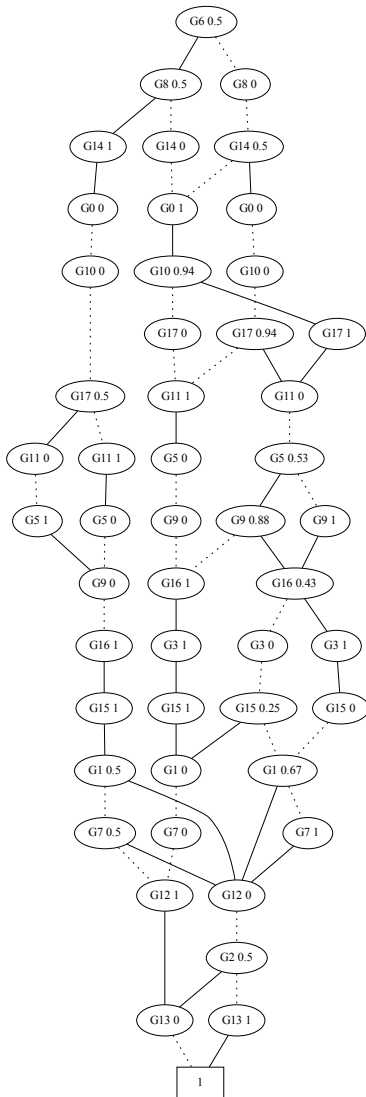 G6 0.5
G8 0.5
G8 0
G14 1
G14 0
G14 0.5
G0 0
G0 1
G0 0
G10 0
G10 0.94
G10 0
G17 0
G17 0.94
G17 1
G17 0.5
G11 1
G11 0
G11 0
G11 1
G5 0
G5 0.53
G5 1
G5 0
G9 0
G9 0.88
G9 1
G9 0
G16 1
G16 0.43
G16 1
G3 1
G3 0
G3 1
G15 1
G15 1
G15 0.25
G15 0
G1 0.5
G1 0
G1 0.67
G7 0.5
G7 0
G7 1
G12 1
G12 0
G2 0.5
G13 0
G13 1
1